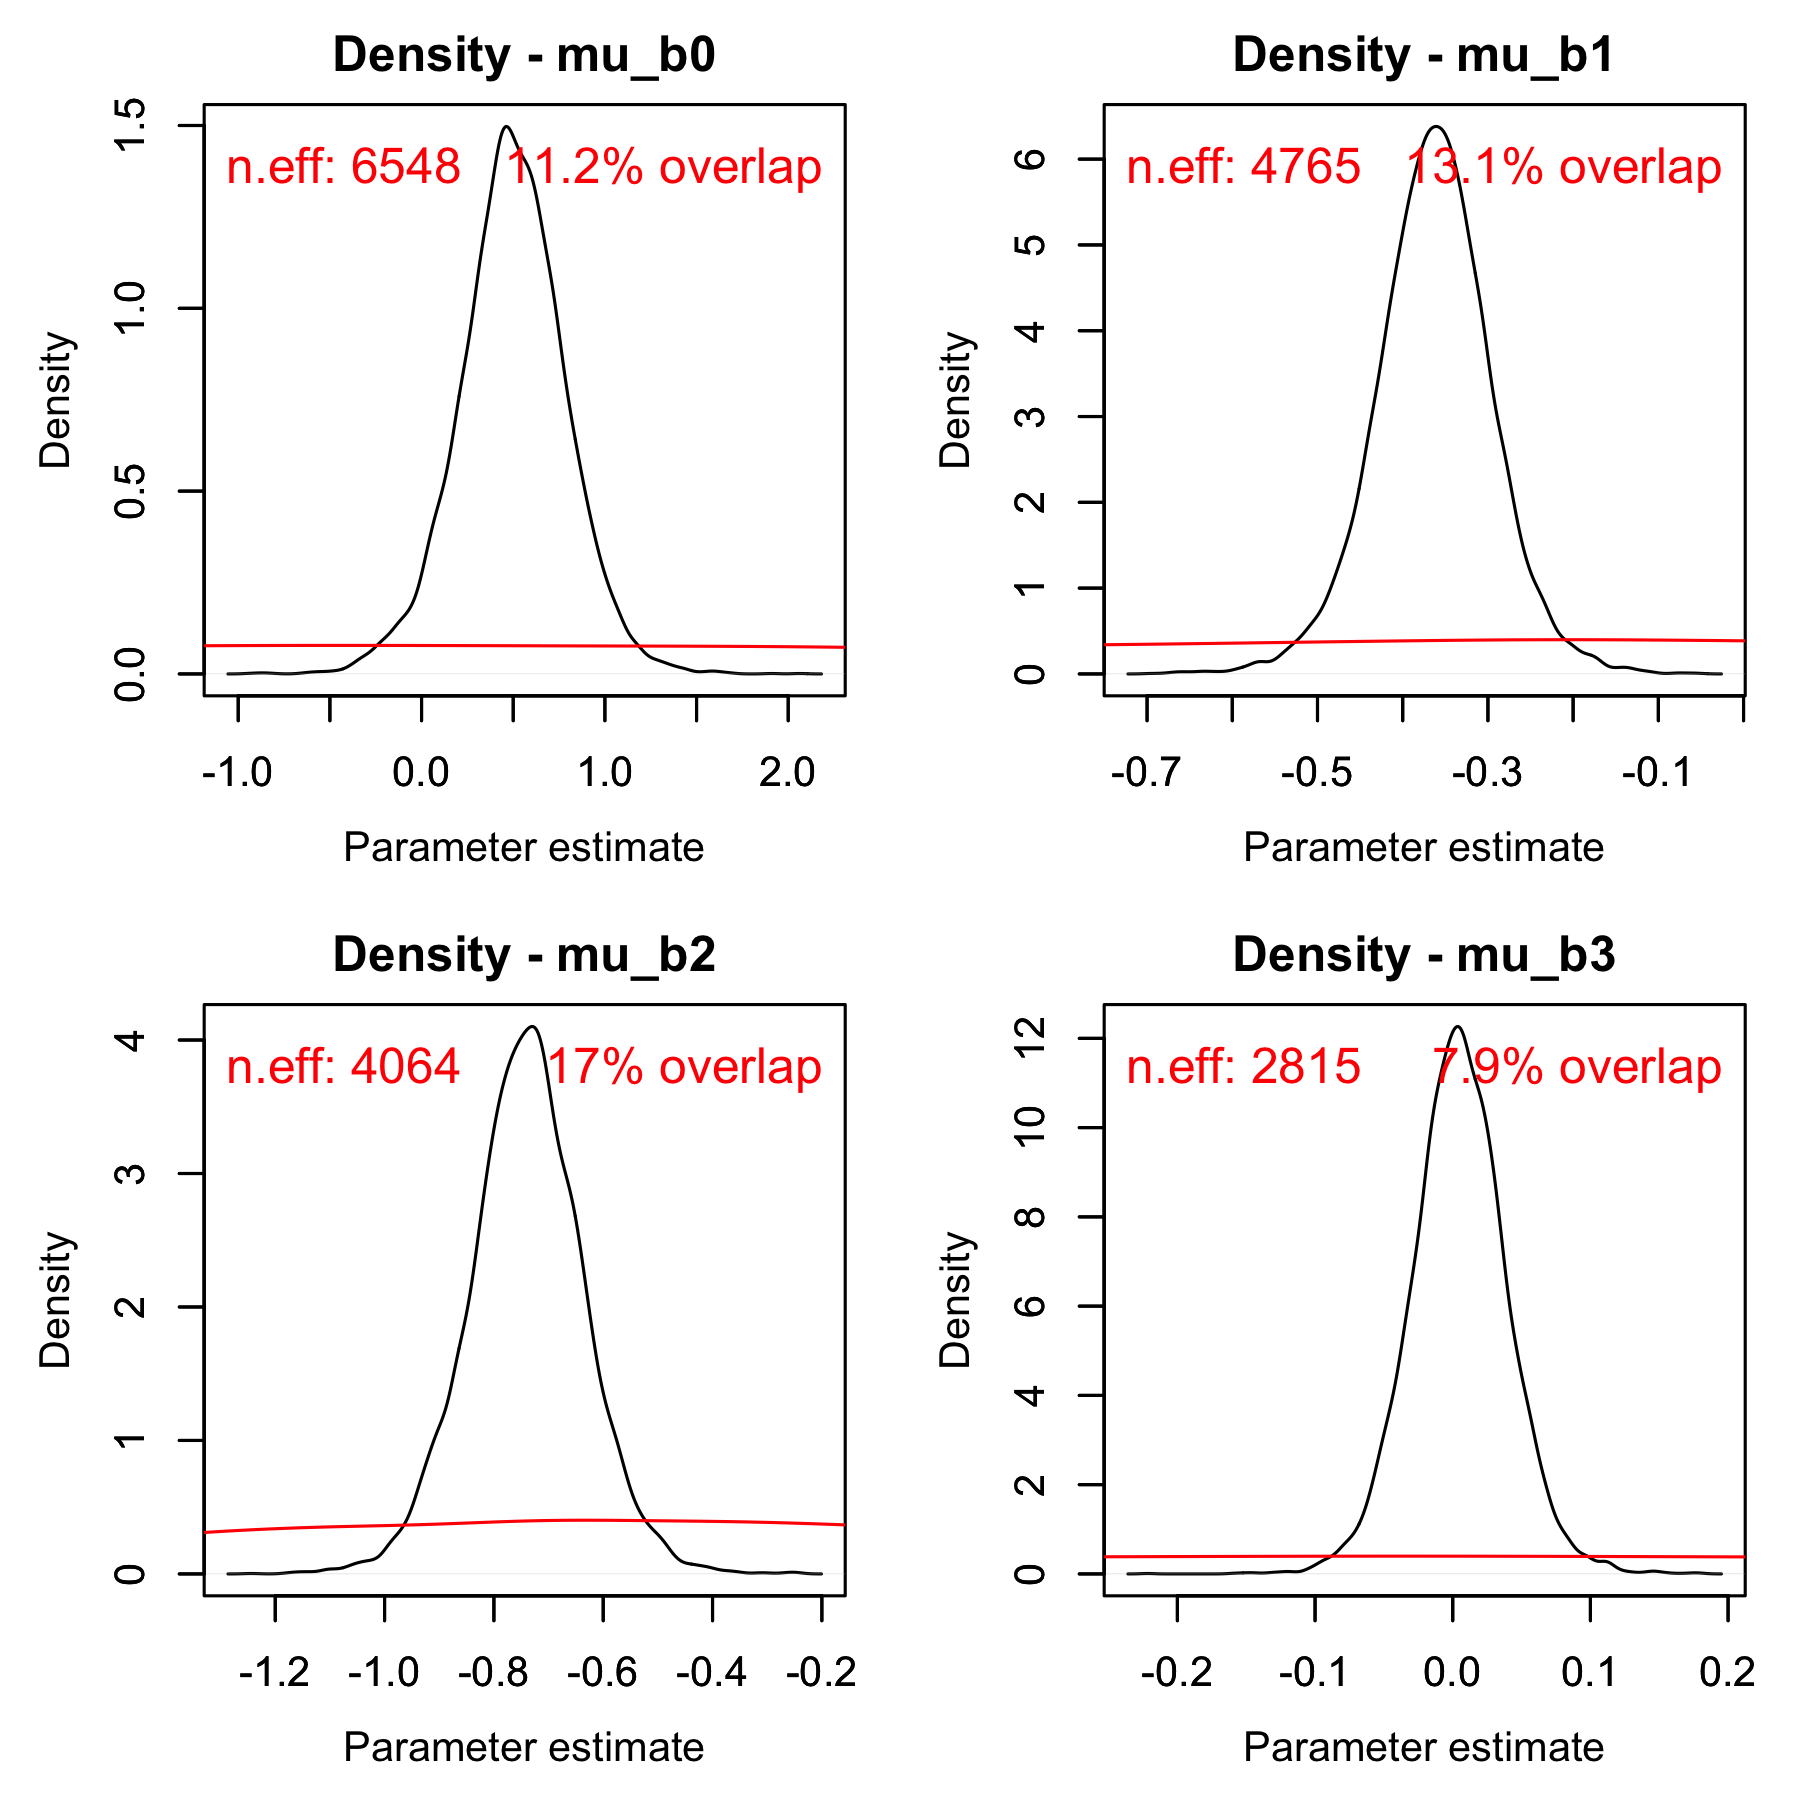 Density - mu_b0
n.eff: 6548 11.2% overlap
Density
0.0 0.5 1.0 1.5
-1.0 0.0 1.0 2.0
Parameter estimate
Density - mu_b1
n.eff: 4765 13.1% overlap
Density
0 1 2 3 4 5 6
-0.7 -0.5 -0.3 -0.1
Parameter estimate
Density - mu_b2
n.eff: 4064 17% overlap
Density
0 1 2 3 4
-1.2 -1.0 -0.8 -0.6 -0.4 -0.2
Parameter estimate
Density - mu_b3
n.eff: 2815 7.9% overlap
Density
0 2 4 6 8 10 12
-0.2 -0.1 0.0 0.1 0.2
Parameter estimate